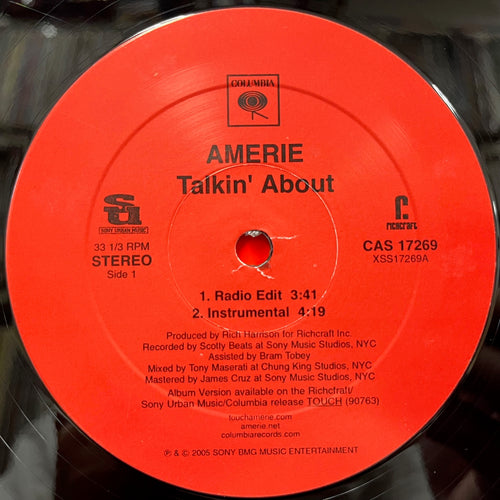 COLUMBIA
AMERIE
Talkin' About
SU
SONY URBAN MUSIC
r.
richcraft
33 1/3 RPM
STEREO
Side 1
CAS 17269
XSS17269A
1. Radio Edit 3:41
2. Instrumental 4:19
Produced by Rich Harrison for Richcraft Inc.
Recorded by Scotty Beats at Sony Music Studios, NYC
Assisted by Bram Tobey
Mixed by Tony Maserati at Chung King Studios, NYC
Mastered by James Cruz at Sony Music Studios, NYC
Album Version available on the Richcraft/
Sony Urban Music/Columbia release TOUCH (90763)
touchamerie.com
amerie.net
columbiarecords.com
℗ & © 2005 SONY BMG MUSIC ENTERTAINMENT